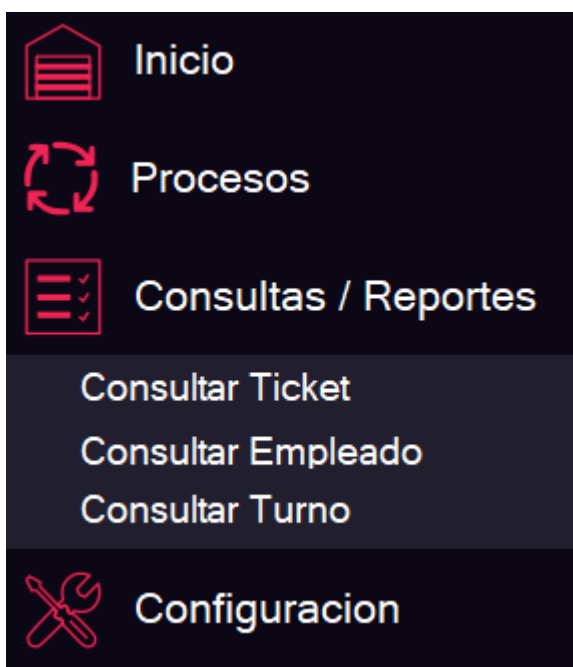 Inicio
Procesos
Consultas / Reportes
Consultar Ticket
Consultar Empleado
Consultar Turno
Configuracion